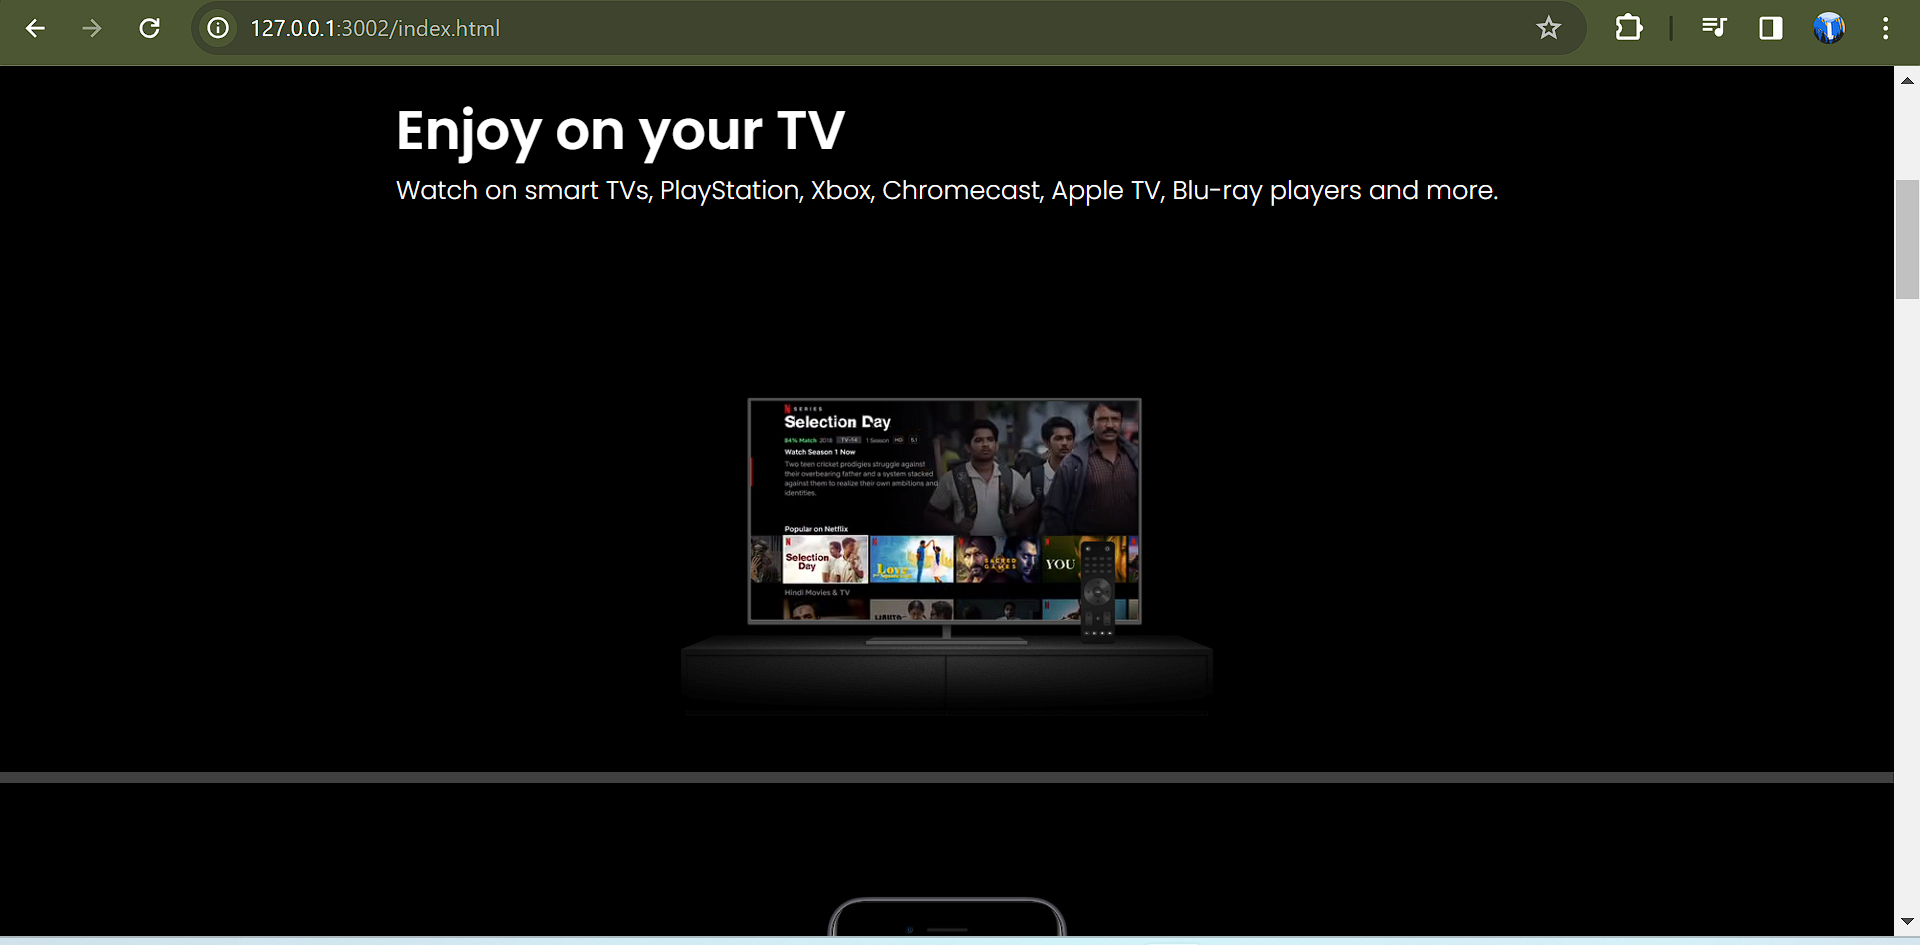 127.0.0.1:3002/index.html
Enjoy on your TV
Watch on smart TVs, PlayStation, Xbox, Chromecast, Apple TV, Blu-ray players and more.
N SERIES
Selection Day
84% Match 2018 TV-14 1 Season HD 5.1
Watch Season 1 Now
Two teen cricket prodigies struggle against
their overbearing father and a system stacked
against them to realize their own ambitions and
identities.
Popular on Netflix
Selection
Day
Love
SACRED
GAMES
YOU
Hindi Movies & TV